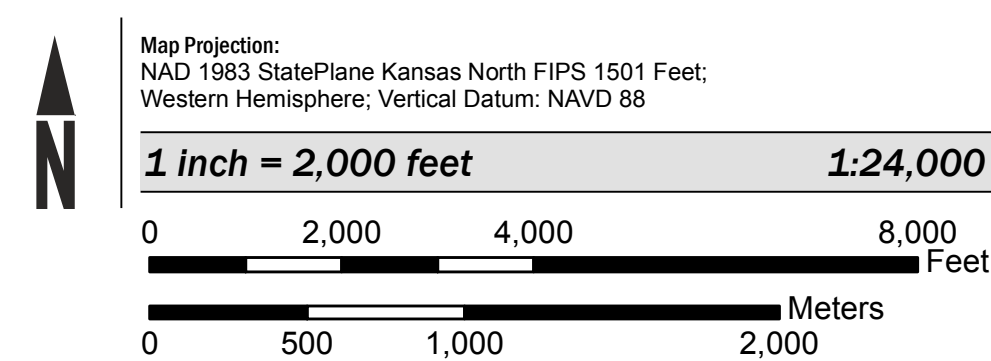 N
Map Projection:
NAD 1983 StatePlane Kansas North FIPS 1501 Feet;
Western Hemisphere; Vertical Datum: NAVD 88
1 inch = 2,000 feet 1:24,000
0 2,000 4,000 8,000
Feet
Meters
0 500 1,000 2,000